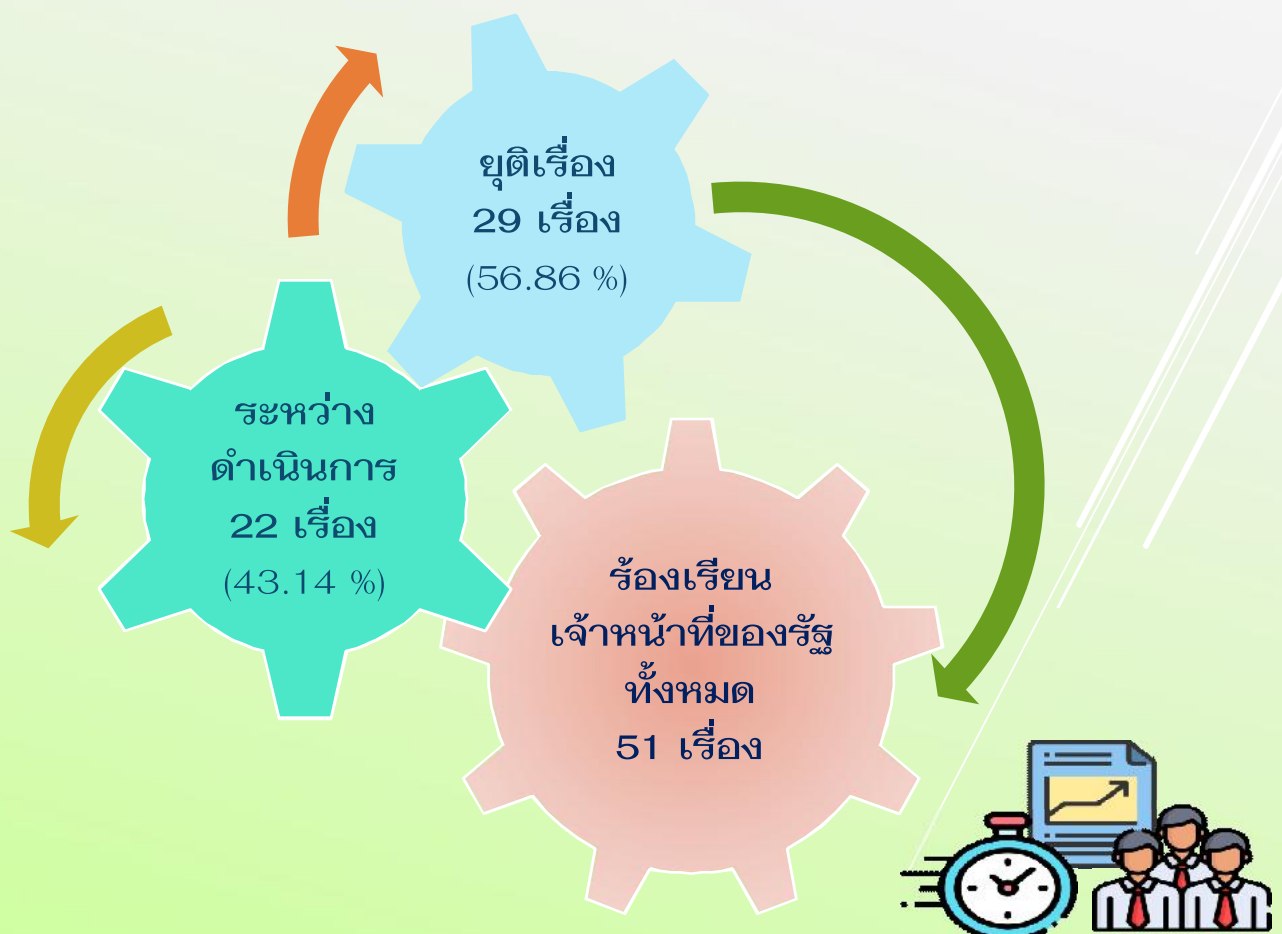 ยุติเรื่อง
29 เรื่อง
(56.86 %)
ระหว่าง
ดำเนินการ
22 เรื่อง
(43.14 %)
ร้องเรียน
เจ้าหน้าที่ของรัฐ
ทั้งหมด
51 เรื่อง